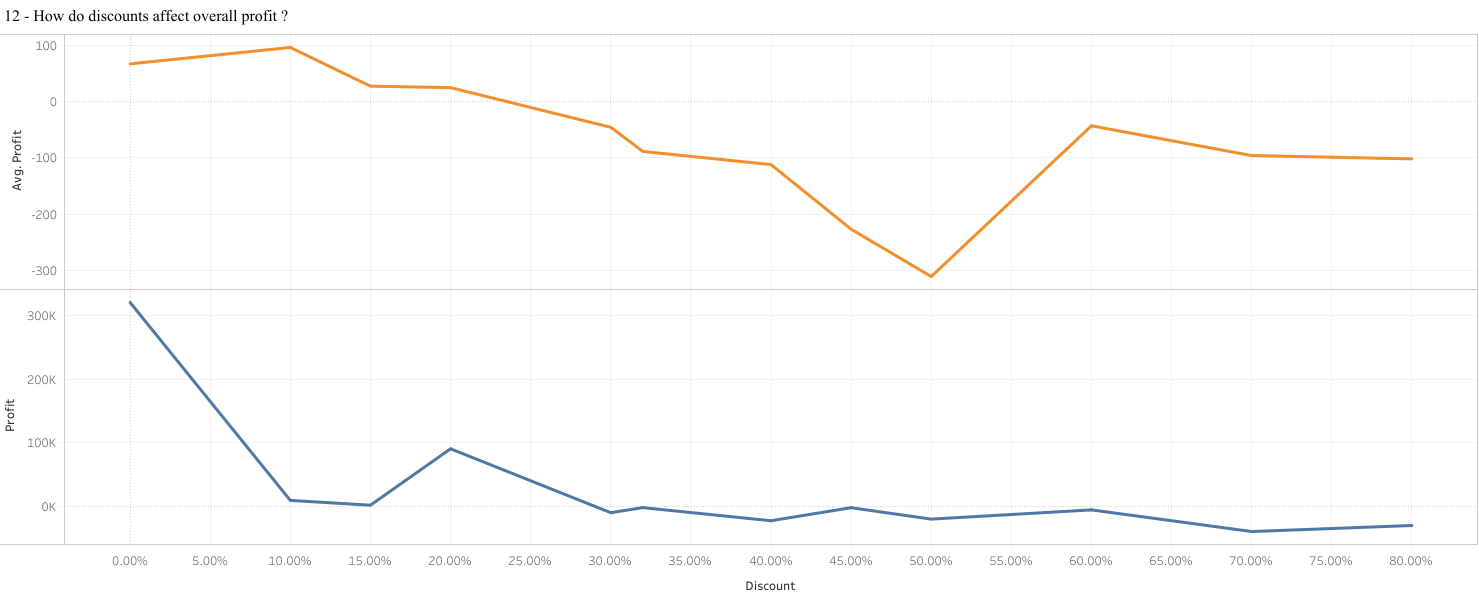 12 - How do discounts affect overall profit ?
100
0
-100
-200
-300
Avg. Profit
300K
200K
100K
0K
Profit
0.00% 5.00% 10.00% 15.00% 20.00% 25.00% 30.00% 35.00% 40.00% 45.00% 50.00% 55.00% 60.00% 65.00% 70.00% 75.00% 80.00%
Discount